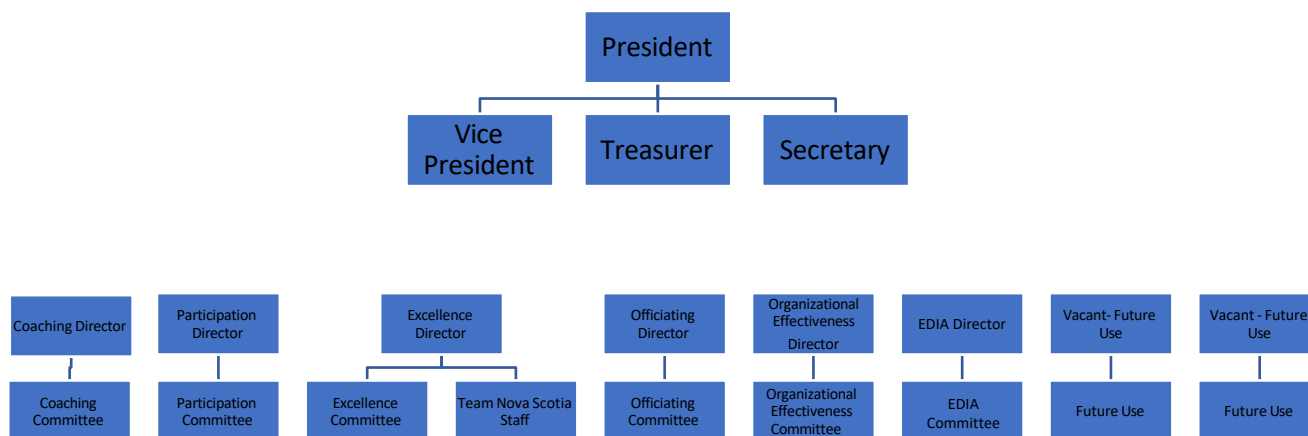 President
Vice
President
Treasurer
Secretary
Coaching Director
Participation
Director
Excellence
Director
Officiating
Director
Organizational
Effectiveness
Director
EDIA Director
Vacant- Future
Use
Vacant - Future
Use
Coaching
Committee
Participation
Committee
Excellence
Committee
Team Nova Scotia
Staff
Officiating
Committee
Organizational
Effectiveness
Committee
EDIA
Committee
Future Use
Future Use